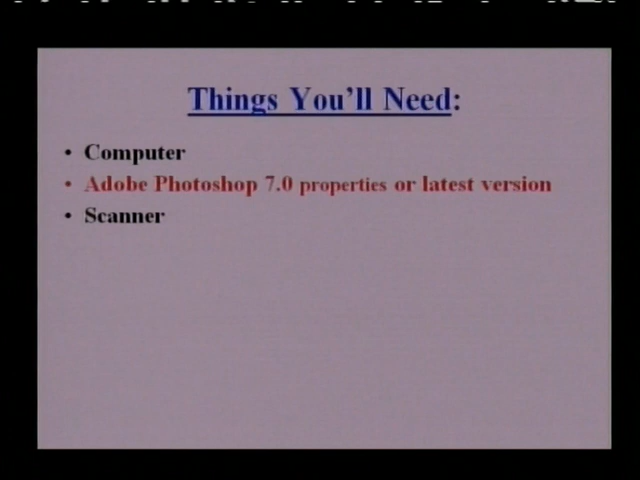 Things You'll Need:
• Computer
• Adobe Photoshop 7.0 properties or latest version
• Scanner